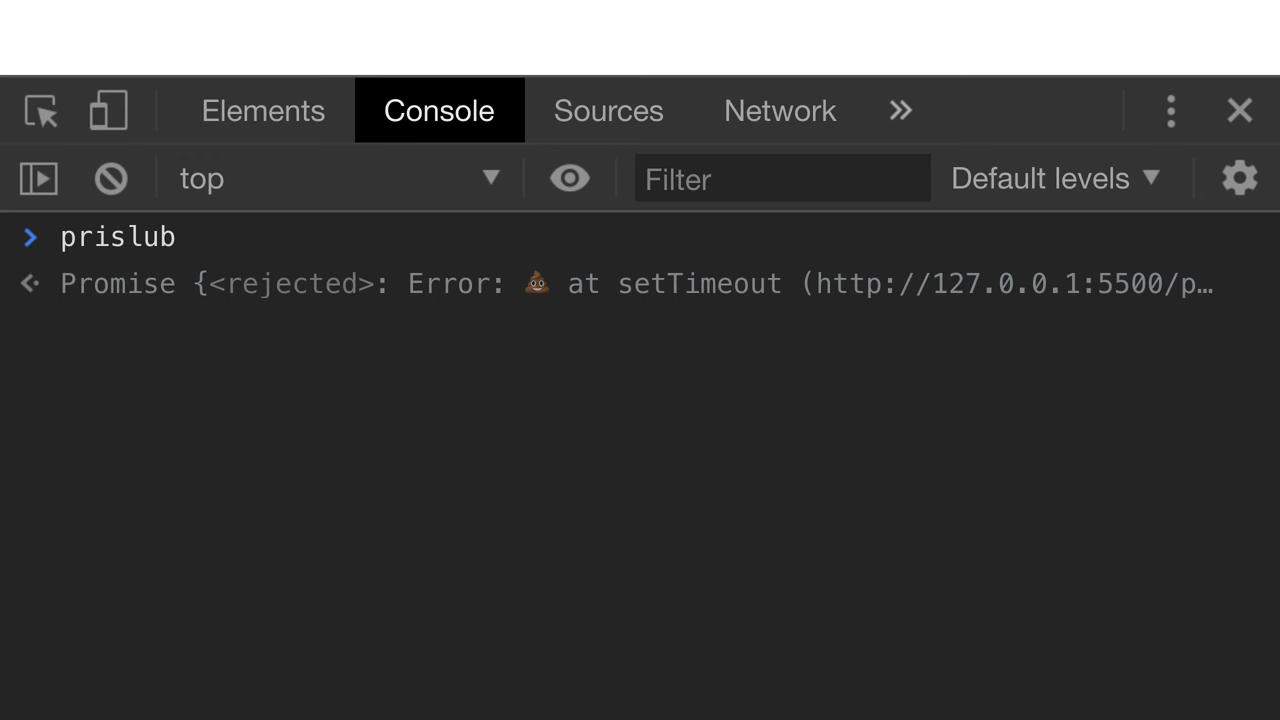 Elements Console Sources Network
top Filter Default levels
prislub
Promise {<rejected>: Error: 💩 at setTimeout (http://127.0.0.1:5500/p…